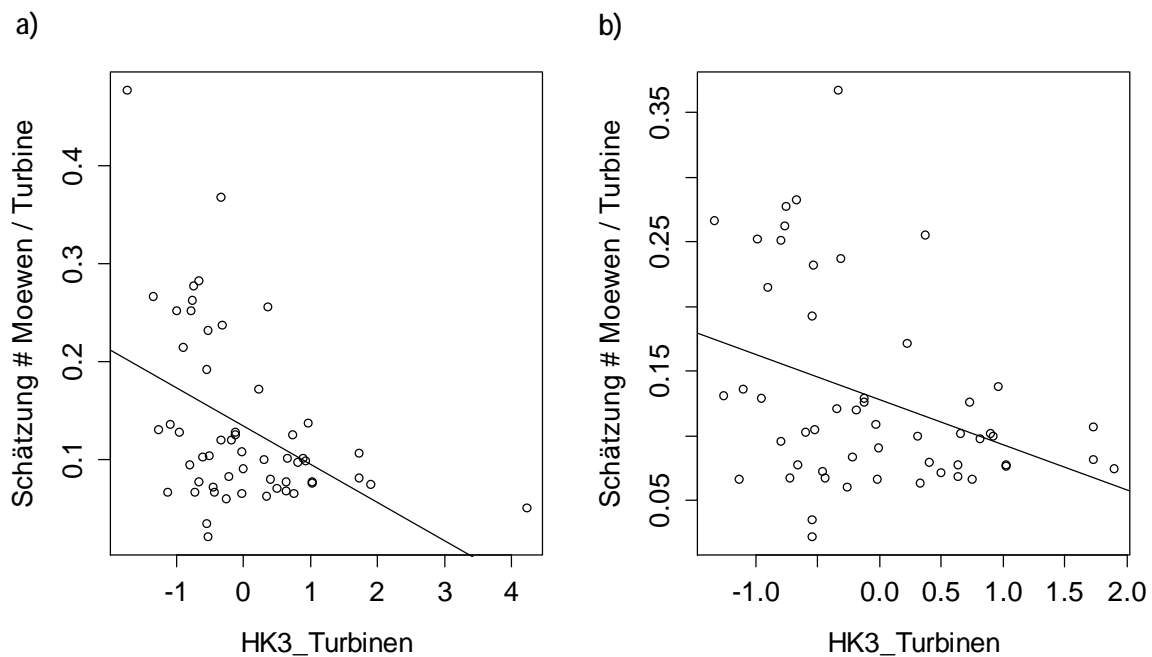 a)
Schätzung # Moewen / Turbine
0.4
0.3
0.2
0.1
-1 0 1 2 3 4
HK3_Turbinen
b)
Schätzung # Moewen / Turbine
0.35
0.25
0.15
0.05
-1.0 0.0 0.5 1.0 1.5 2.0
HK3_Turbinen